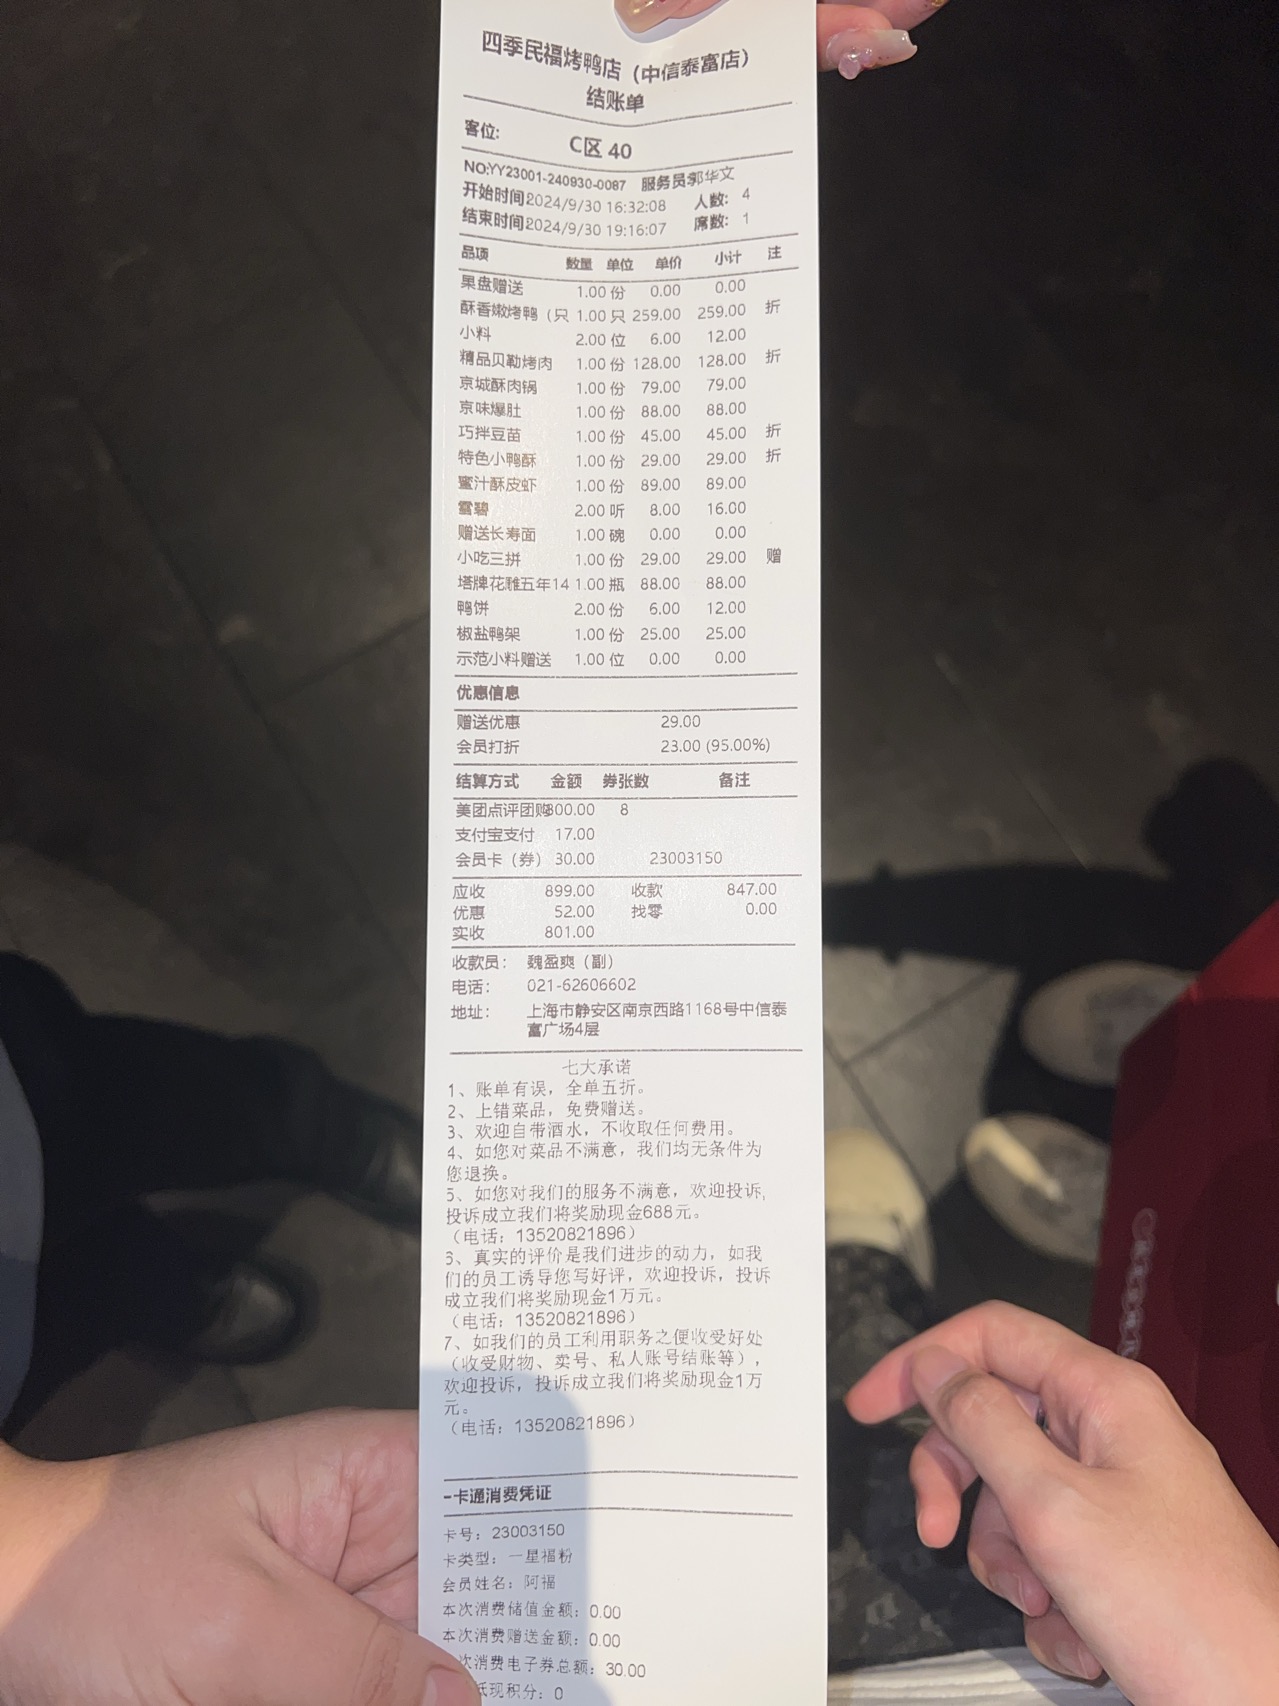 四季民福烤鸭店（中信泰富店）
结账单
客位: C区 40
NO:YY23001-240930-0087 服务员:郭华文
开始时间2024/9/30 16:32:08 人数: 4
结束时间2024/9/30 19:16:07 席数: 1
品项 数量 单位 单价 小计 注
果盘赠送 1.00 份 0.00 0.00
酥香嫩烤鸭（只 1.00 只 259.00 259.00 折
小料 2.00 位 6.00 12.00
精品贝勒烤肉 1.00 份 128.00 128.00 折
京城酥肉锅 1.00 份 79.00 79.00
京味爆肚 1.00 份 88.00 88.00
巧拌豆苗 1.00 份 45.00 45.00 折
特色小鸭酥 1.00 份 29.00 29.00 折
蜜汁酥皮虾 1.00 份 89.00 89.00
雪碧 2.00 听 8.00 16.00
赠送长寿面 1.00 碗 0.00 0.00
小吃三拼 1.00 份 29.00 29.00 赠
塔牌花雕五年14 1.00 瓶 88.00 88.00
鸭饼 2.00 份 6.00 12.00
椒盐鸭架 1.00 份 25.00 25.00
示范小料赠送 1.00 位 0.00 0.00
优惠信息
赠送优惠 29.00
会员打折 23.00 (95.00%)
结算方式 金额 券张数 备注
美团点评团购800.00 8
支付宝支付 17.00
会员卡（券） 30.00 23003150
应收 899.00 收款 847.00
优惠 52.00 找零 0.00
实收 801.00
收款员: 魏盈爽（副）
电话: 021-62606602
地址: 上海市静安区南京西路1168号中信泰
富广场4层
七大承诺
1、账单有误，全单五折。
2、上错菜品，免费赠送。
3、欢迎自带酒水，不收取任何费用。
4、如您对菜品不满意，我们均无条件为
您退换。
5、如您对我们的服务不满意，欢迎投诉,
投诉成立我们将奖励现金688元。
（电话：13520821896）
6、真实的评价是我们进步的动力，如我
们的员工诱导您写好评，欢迎投诉，投诉
成立我们将奖励现金1万元。
（电话：13520821896）
7、如我们的员工利用职务之便收受好处
（收受财物、卖号、私人账号结账等），
欢迎投诉，投诉成立我们将奖励现金1万
元。
（电话：13520821896）
一卡通消费凭证
卡号：23003150
卡类型：一星福粉
会员姓名：阿福
本次消费储值金额：0.00
本次消费赠送金额：0.00
次消费电子券总额：30.00
抵现积分：0